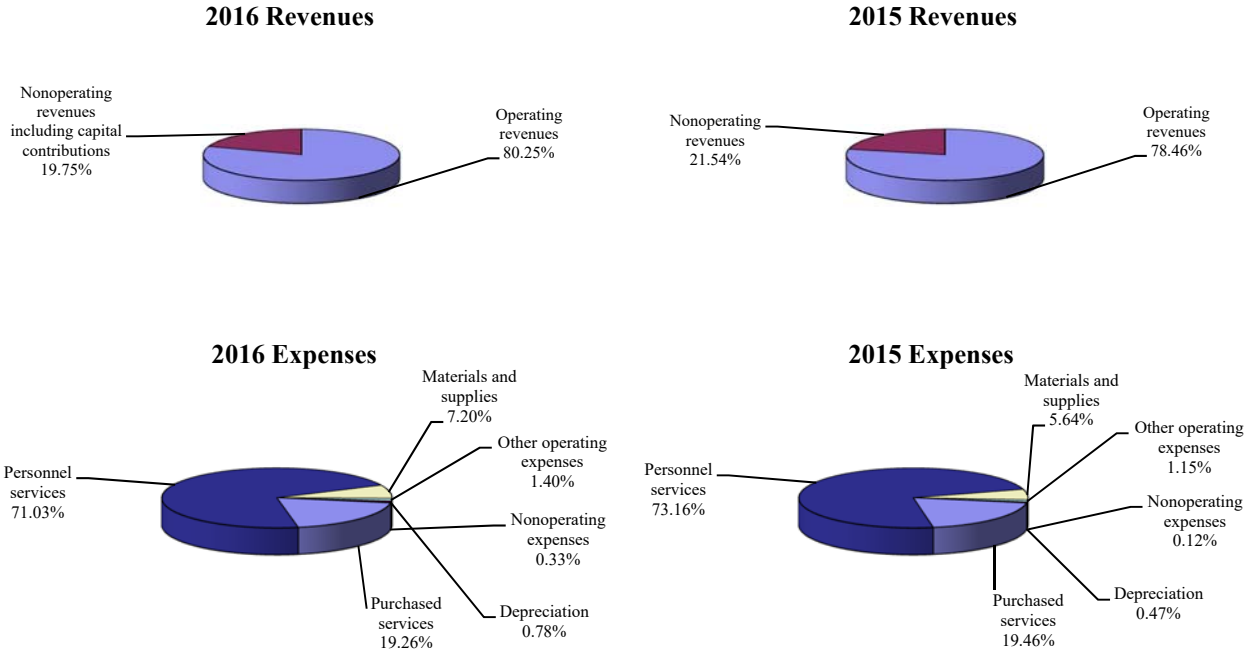 2016 Revenues
Nonoperating
revenues
including capital
contributions
19.75%
Operating
revenues
80.25%
2015 Revenues
Nonoperating
revenues
21.54%
Operating
revenues
78.46%
2016 Expenses
Materials and
supplies
7.20%
Other operating
expenses
1.40%
Personnel
services
71.03%
Nonoperating
expenses
0.33%
Purchased
services
19.26%
Depreciation
0.78%
2015 Expenses
Materials and
supplies
5.64%
Other operating
expenses
1.15%
Personnel
services
73.16%
Nonoperating
expenses
0.12%
Purchased
services
19.46%
Depreciation
0.47%